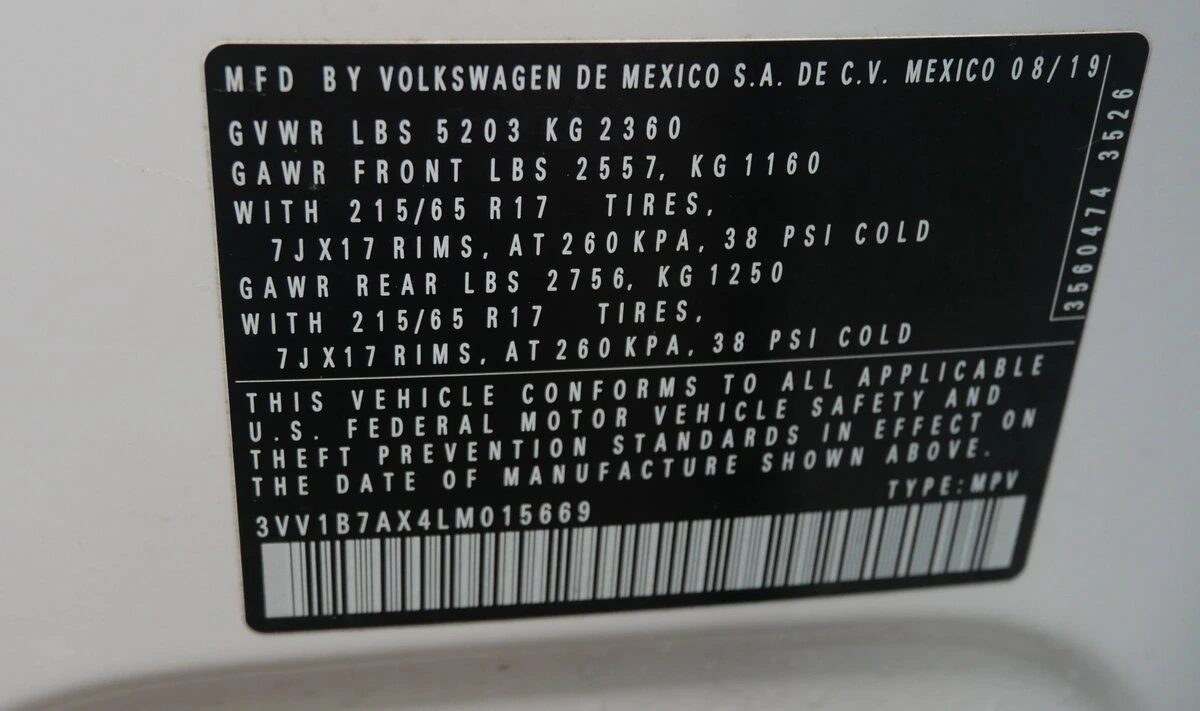 MFD BY VOLKSWAGEN DE MEXICO S.A. DE C.V. MEXICO 08/19
GVWR LBS 5203 KG 2360
GAWR FRONT LBS 2557, KG 1160
WITH 215/65 R17 TIRES,
7JX17 RIMS, AT 260 KPA, 38 PSI COLD
GAWR REAR LBS 2756, KG 1250
WITH 215/65 R17 TIRES,
7JX17 RIMS, AT 260 KPA, 38 PSI COLD
35604743526
THIS VEHICLE CONFORMS TO ALL APPLICABLE
U.S. FEDERAL MOTOR VEHICLE SAFETY AND
THEFT PREVENTION STANDARDS IN EFFECT ON
THE DATE OF MANUFACTURE SHOWN ABOVE.
TYPE: MPV
3VV1B7AX4LM015669